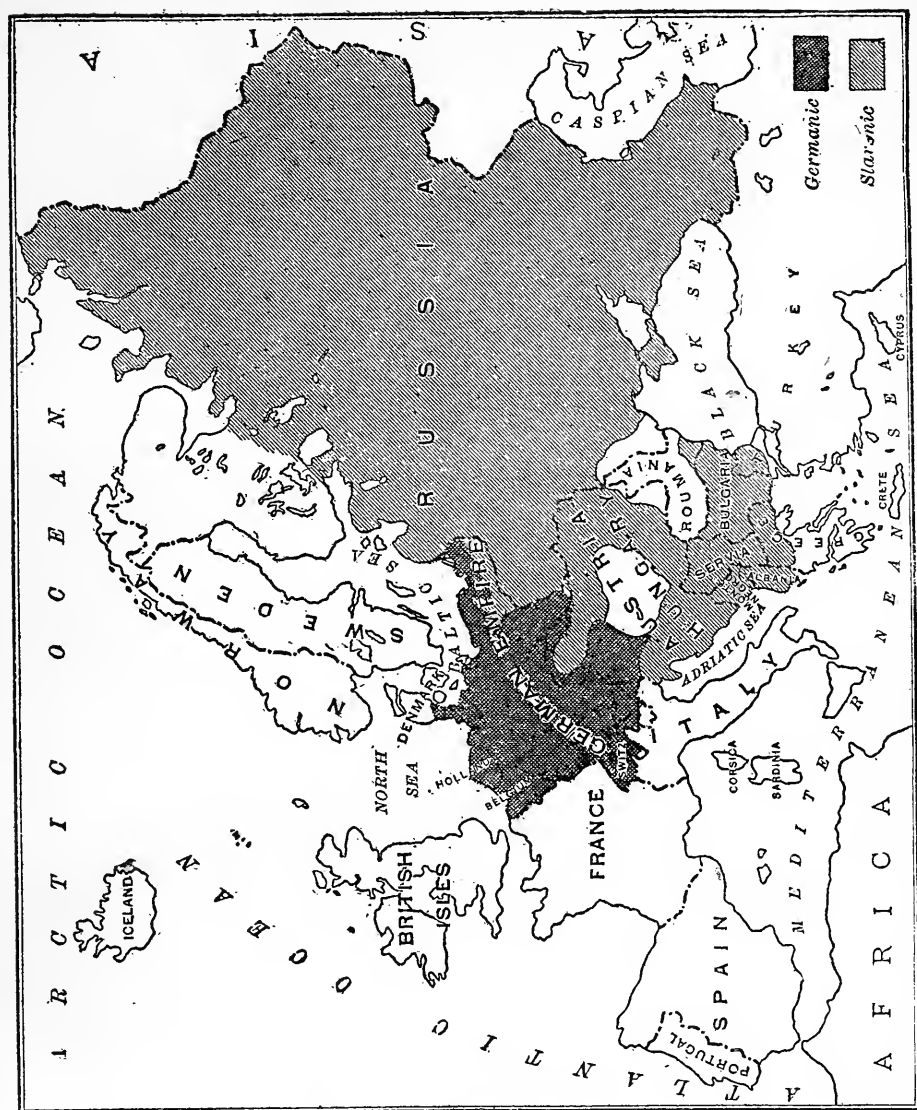 ARCTIC OCEAN
ASIA
ICELAND
ATLANTIC OCEAN
NORWAY
SWEDEN
RUSSIA
BALTIC SEA
NORTH SEA
DENMARK
BRITISH ISLES
HOLLAND
BELGIUM
GERMAN EMPIRE
FRANCE
SWITZ
AUSTRIA
HUNGARY
ROUMANIA
SERVIA
BULGARIA
ALBANIA
ITALY
ADRIATIC SEA
BLACK SEA
CASPIAN SEA
PORTUGAL
SPAIN
CORSICA
SARDINIA
GREECE
TURKEY
CRETE
CYPRUS
MEDITERRANEAN SEA
AFRICA
Germanic
Slavonic